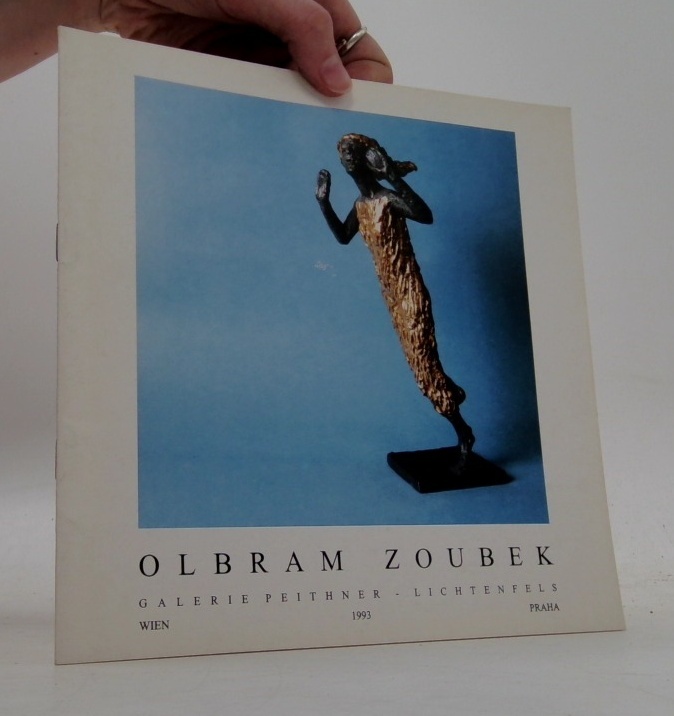 OLBRAM ZOUBEK
GALERIE PEITHNER - LICHTENFELS
WIEN 1993 PRAHA